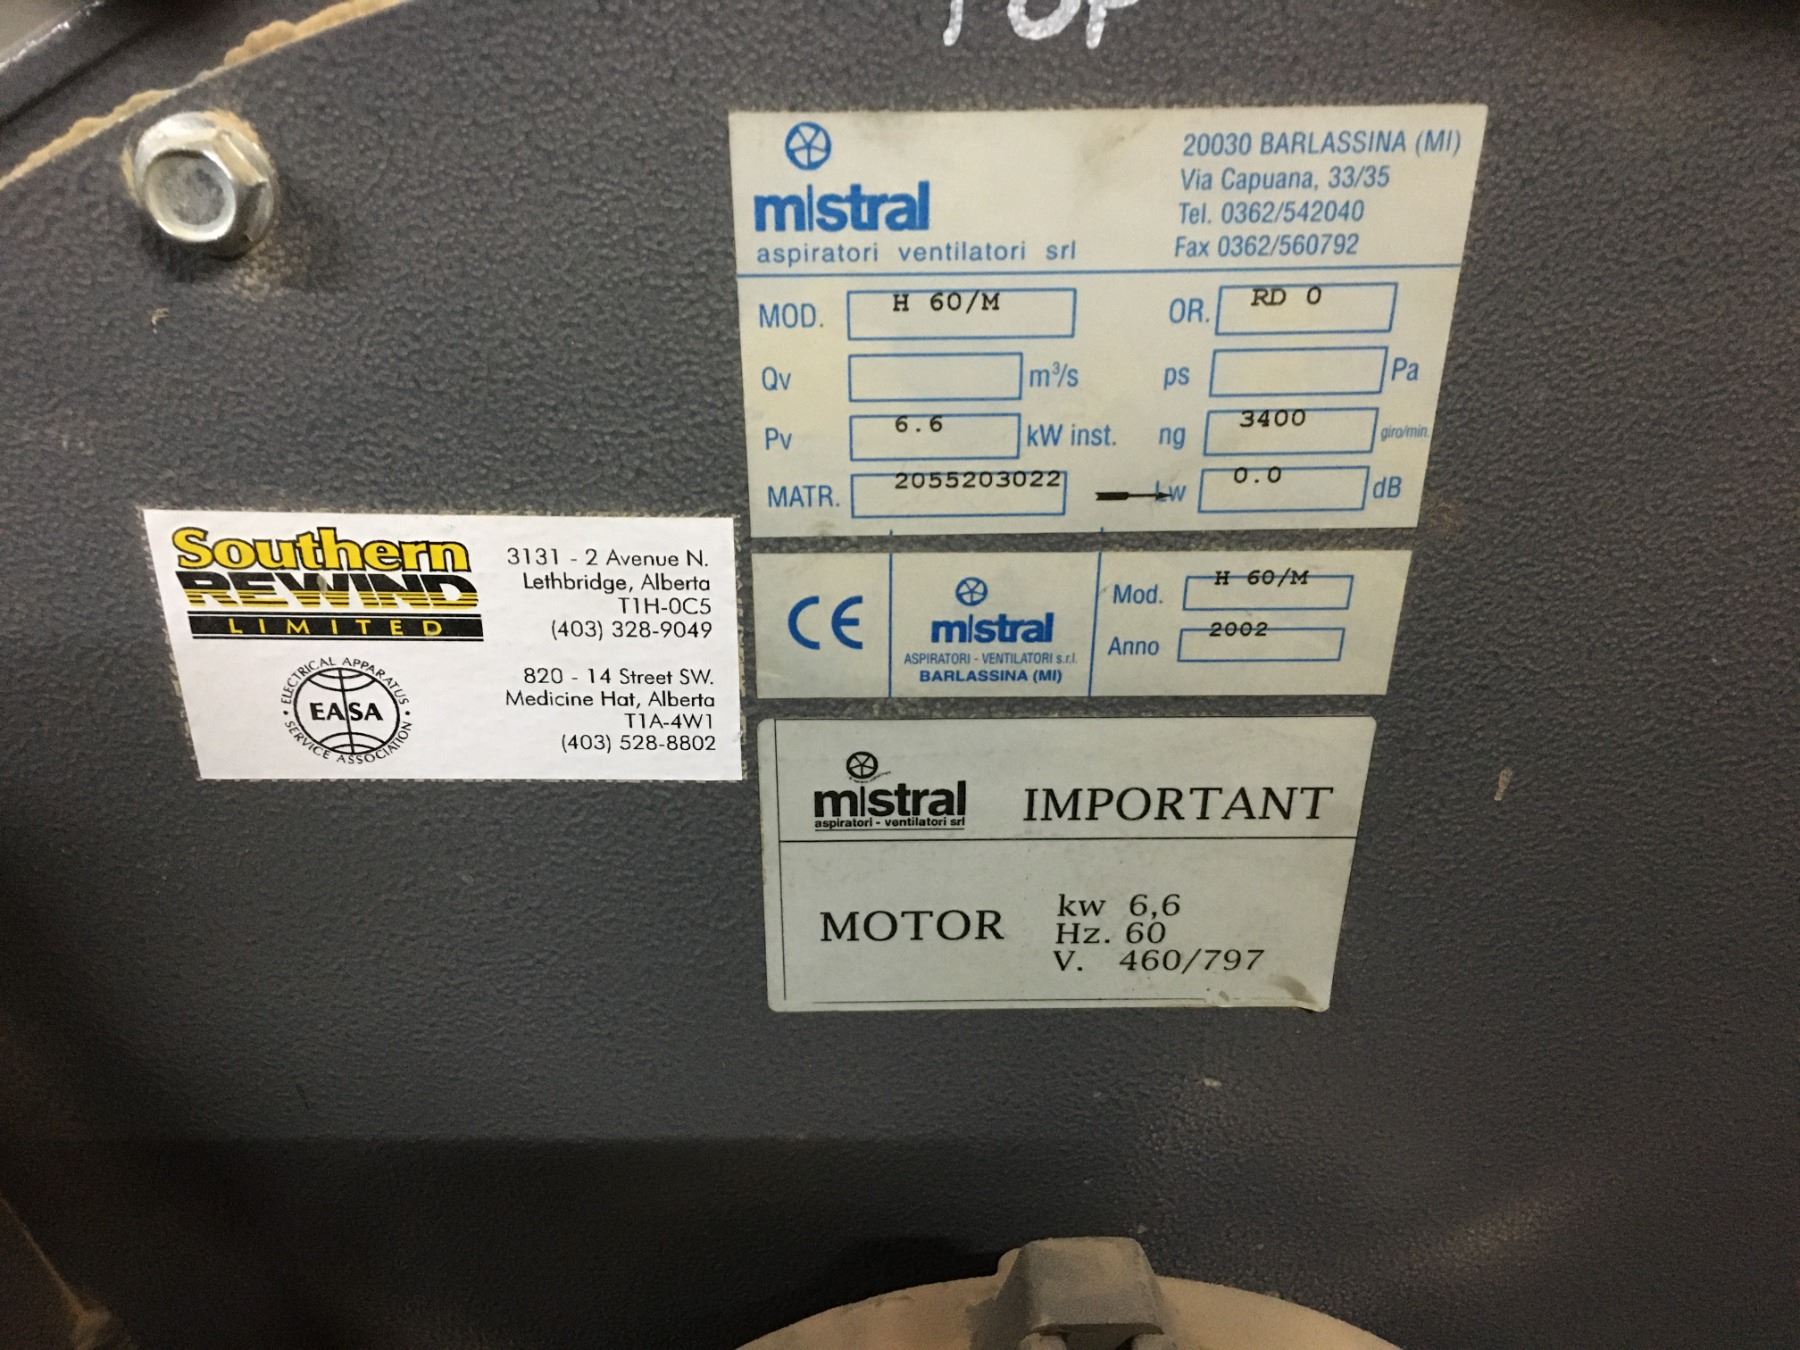 TOP
mistral
aspiratori ventilatori srl
20030 BARLASSINA (MI)
Via Capuana, 33/35
Tel. 0362/542040
Fax 0362/560792
MOD. H 60/M OR. RD 0
Qv m³/s ps Pa
Pv 6.6 kW inst. ng 3400 giro/min.
MATR. 2055203022 Lw 0.0 dB
CE
mistral
ASPIRATORI - VENTILATORI s.r.l.
BARLASSINA (MI)
Mod. H 60/M
Anno 2002
mistral
aspiratori - ventilatori srl
IMPORTANT
MOTOR
kw 6,6
Hz. 60
V. 460/797
Southern
REWIND
LIMITED
ELECTRICAL APPARATUS
EASA
SERVICE ASSOCIATION
3131 - 2 Avenue N.
Lethbridge, Alberta
T1H-0C5
(403) 328-9049
820 - 14 Street SW.
Medicine Hat, Alberta
T1A-4W1
(403) 528-8802